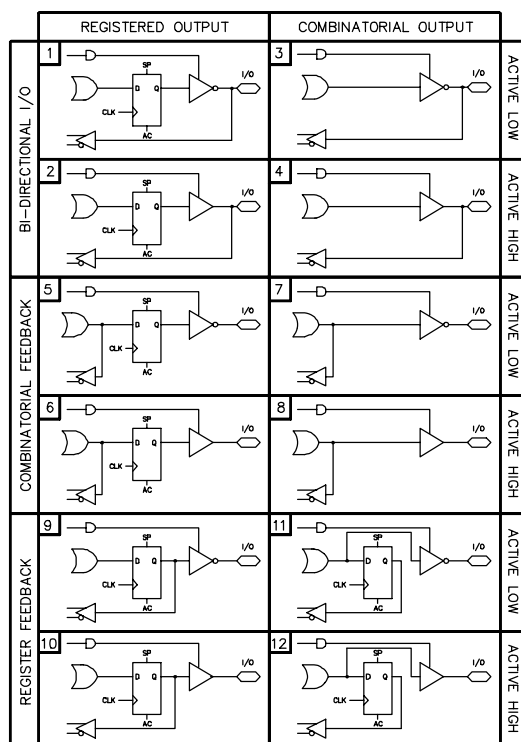 REGISTERED OUTPUT COMBINATORIAL OUTPUT
BI-DIRECTIONAL I/O
1 SP I/O D Q CLK AC
3 I/O
ACTIVE LOW
2 SP I/O D Q CLK AC
4 I/O
ACTIVE HIGH
COMBINATORIAL FEEDBACK
5 SP I/O D Q CLK AC
7 I/O
ACTIVE LOW
6 SP I/O D Q CLK AC
8 I/O
ACTIVE HIGH
REGISTER FEEDBACK
9 SP I/O D Q CLK AC
11 SP I/O D Q CLK AC
ACTIVE LOW
10 SP I/O D Q CLK AC
12 SP I/O D Q CLK AC
ACTIVE HIGH